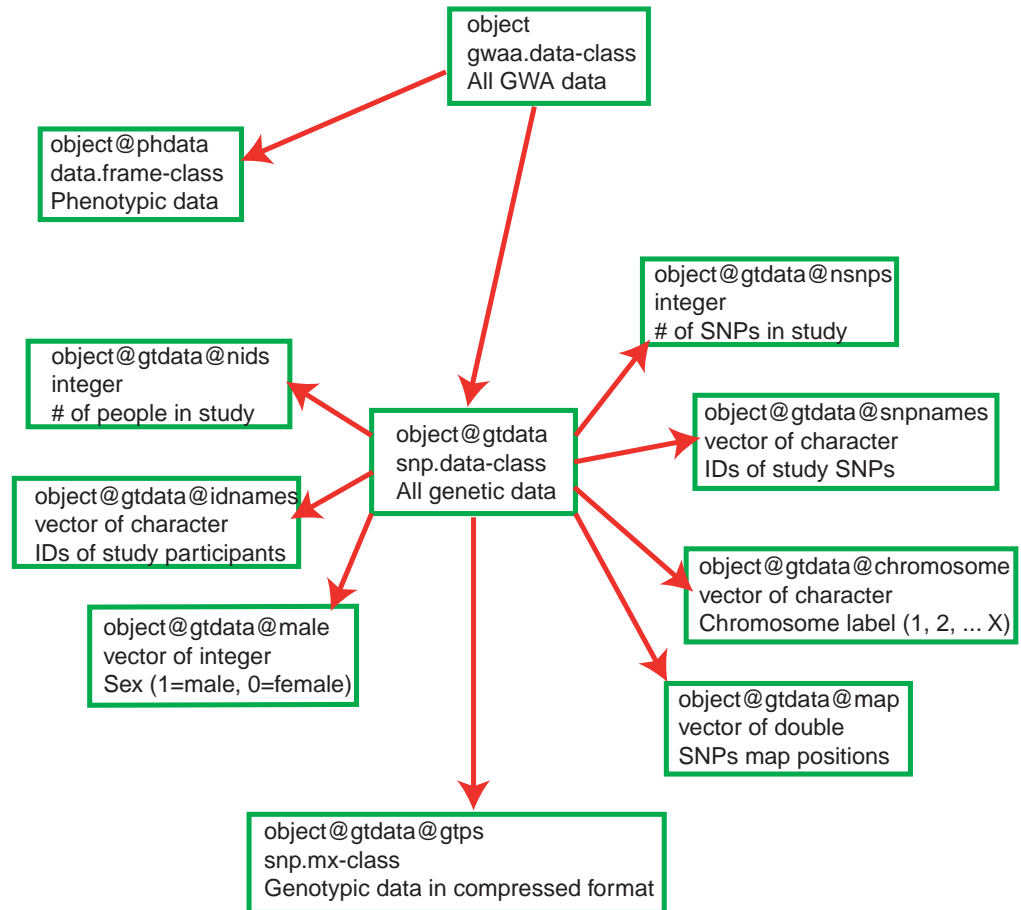 object
gwaa.data-class
All GWA data
object@phdata
data.frame-class
Phenotypic data
object@gtdata@nsnps
integer
# of SNPs in study
object@gtdata@nids
integer
# of people in study
object@gtdata@snpnames
vector of character
IDs of study SNPs
object@gtdata
snp.data-class
All genetic data
object@gtdata@idnames
vector of character
IDs of study participants
object@gtdata@chromosome
vector of character
Chromosome label (1, 2, ... X)
object@gtdata@male
vector of integer
Sex (1=male, 0=female)
object@gtdata@map
vector of double
SNPs map positions
object@gtdata@gtps
snp.mx-class
Genotypic data in compressed format